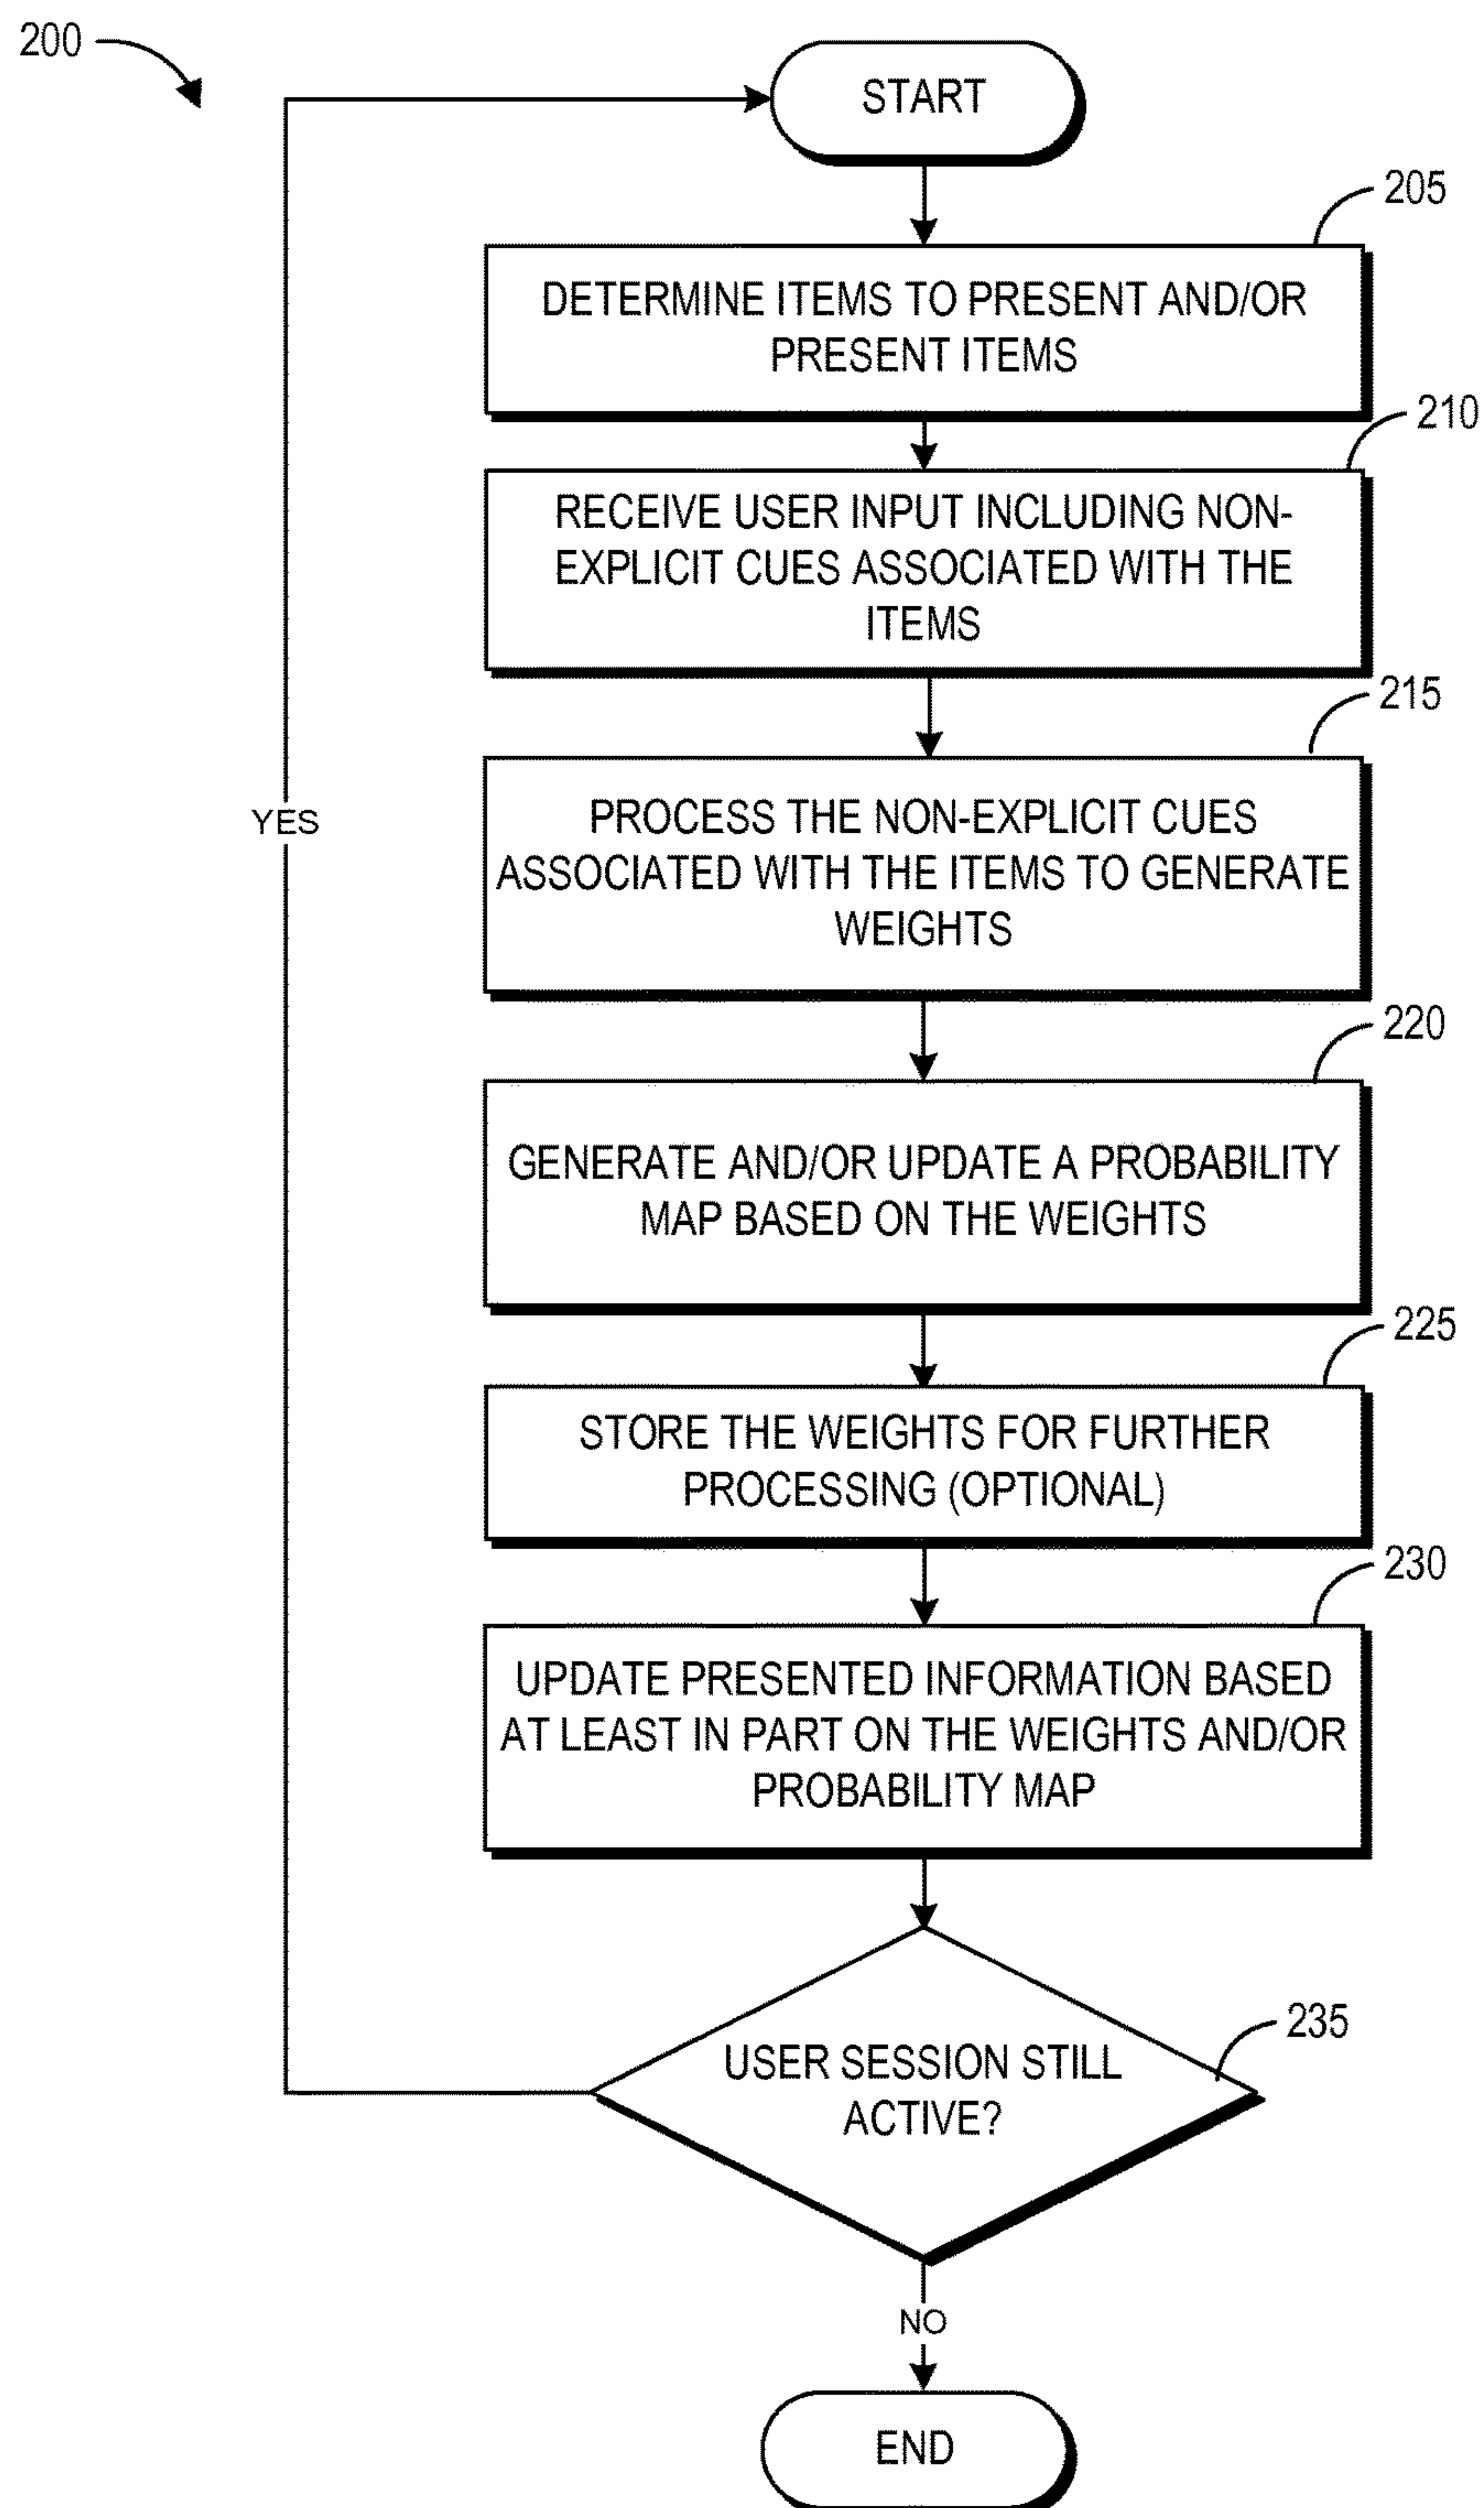 200
START
205
DETERMINE ITEMS TO PRESENT AND/OR
PRESENT ITEMS
210
RECEIVE USER INPUT INCLUDING NON-
EXPLICIT CUES ASSOCIATED WITH THE
ITEMS
215
PROCESS THE NON-EXPLICIT CUES
ASSOCIATED WITH THE ITEMS TO GENERATE
WEIGHTS
YES
220
GENERATE AND/OR UPDATE A PROBABILITY
MAP BASED ON THE WEIGHTS
225
STORE THE WEIGHTS FOR FURTHER
PROCESSING (OPTIONAL)
230
UPDATE PRESENTED INFORMATION BASED
AT LEAST IN PART ON THE WEIGHTS AND/OR
PROBABILITY MAP
235
USER SESSION STILL
ACTIVE?
NO
END